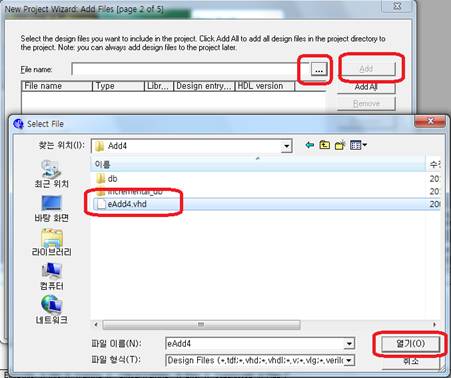 New Project Wizard: Add Files [page 2 of 5]
Select the design files you want to include in the project. Click Add All to add all design files in the project directory to
the project. Note: you can always add design files to the project later.
File name:
...
Add
File name Type Libr... Design entry... HDL version
Add All
Remove
Select File
찾는 위치(I): Add4
이름 수정
최근 위치
바탕 화면
라이브러리
컴퓨터
네트워크
db 201
incremental_db 201
eAdd4.vhd 200
파일 이름(N): eAdd4 열기(O)
파일 형식(T): Design Files (*.tdf;*.vhd;*.vhdl;*.v;*.vlg;*.verilo 취소